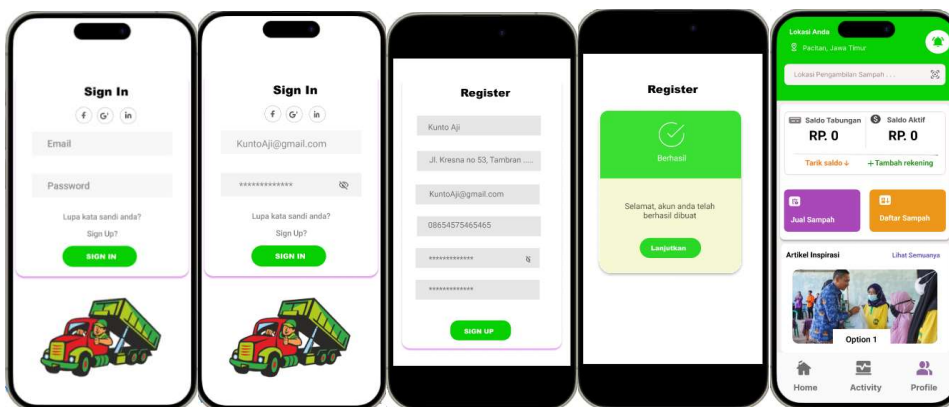 Sign In
f G+ in
Email
Password
Lupa kata sandi anda?
Sign Up?
SIGN IN
Sign In
f G+ in
KuntoAji@gmail.com
*************
Lupa kata sandi anda?
Sign Up?
SIGN IN
Register
Kunto Aji
Jl. Kresna no 53, Tambran .....
KuntoAji@gmail.com
08654575465465
*************
*************
SIGN UP
Register
Berhasil
Selamat, akun anda telah
berhasil dibuat
Lanjutkan
Lokasi Anda
Pacitan, Jawa Timur
Lokasi Pengambilan Sampah . . .
Saldo Tabungan
RP. 0
Saldo Aktif
RP. 0
Tarik saldo ↓
+Tambah rekening
Jual Sampah
Daftar Sampah
Artikel Inspirasi
Lihat Semuanya
Option 1
Home
Activity
Profile